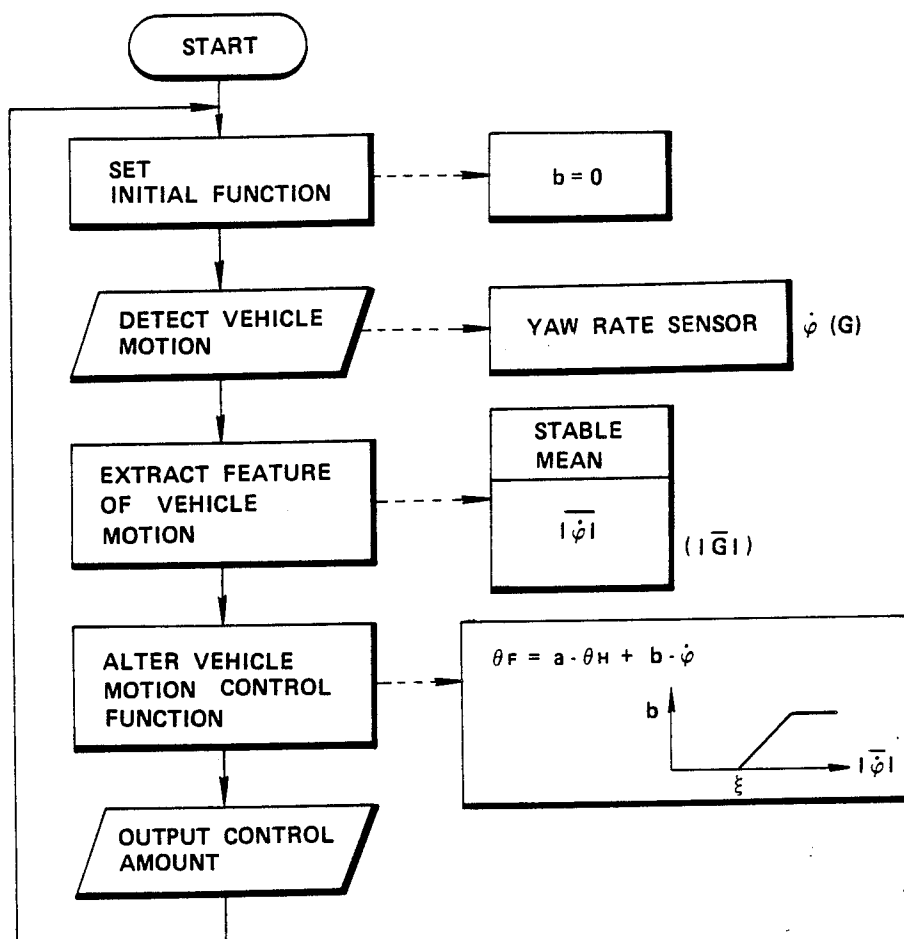 START
SET
INITIAL FUNCTION
b = 0
DETECT VEHICLE
MOTION
YAW RATE SENSOR
φ̇ (G)
EXTRACT FEATURE
OF VEHICLE
MOTION
STABLE
MEAN
|φ̇|̅
(|G̅|)
ALTER VEHICLE
MOTION CONTROL
FUNCTION
θF = a · θH + b · φ̇
b
ξ
|φ̇|̅
OUTPUT CONTROL
AMOUNT